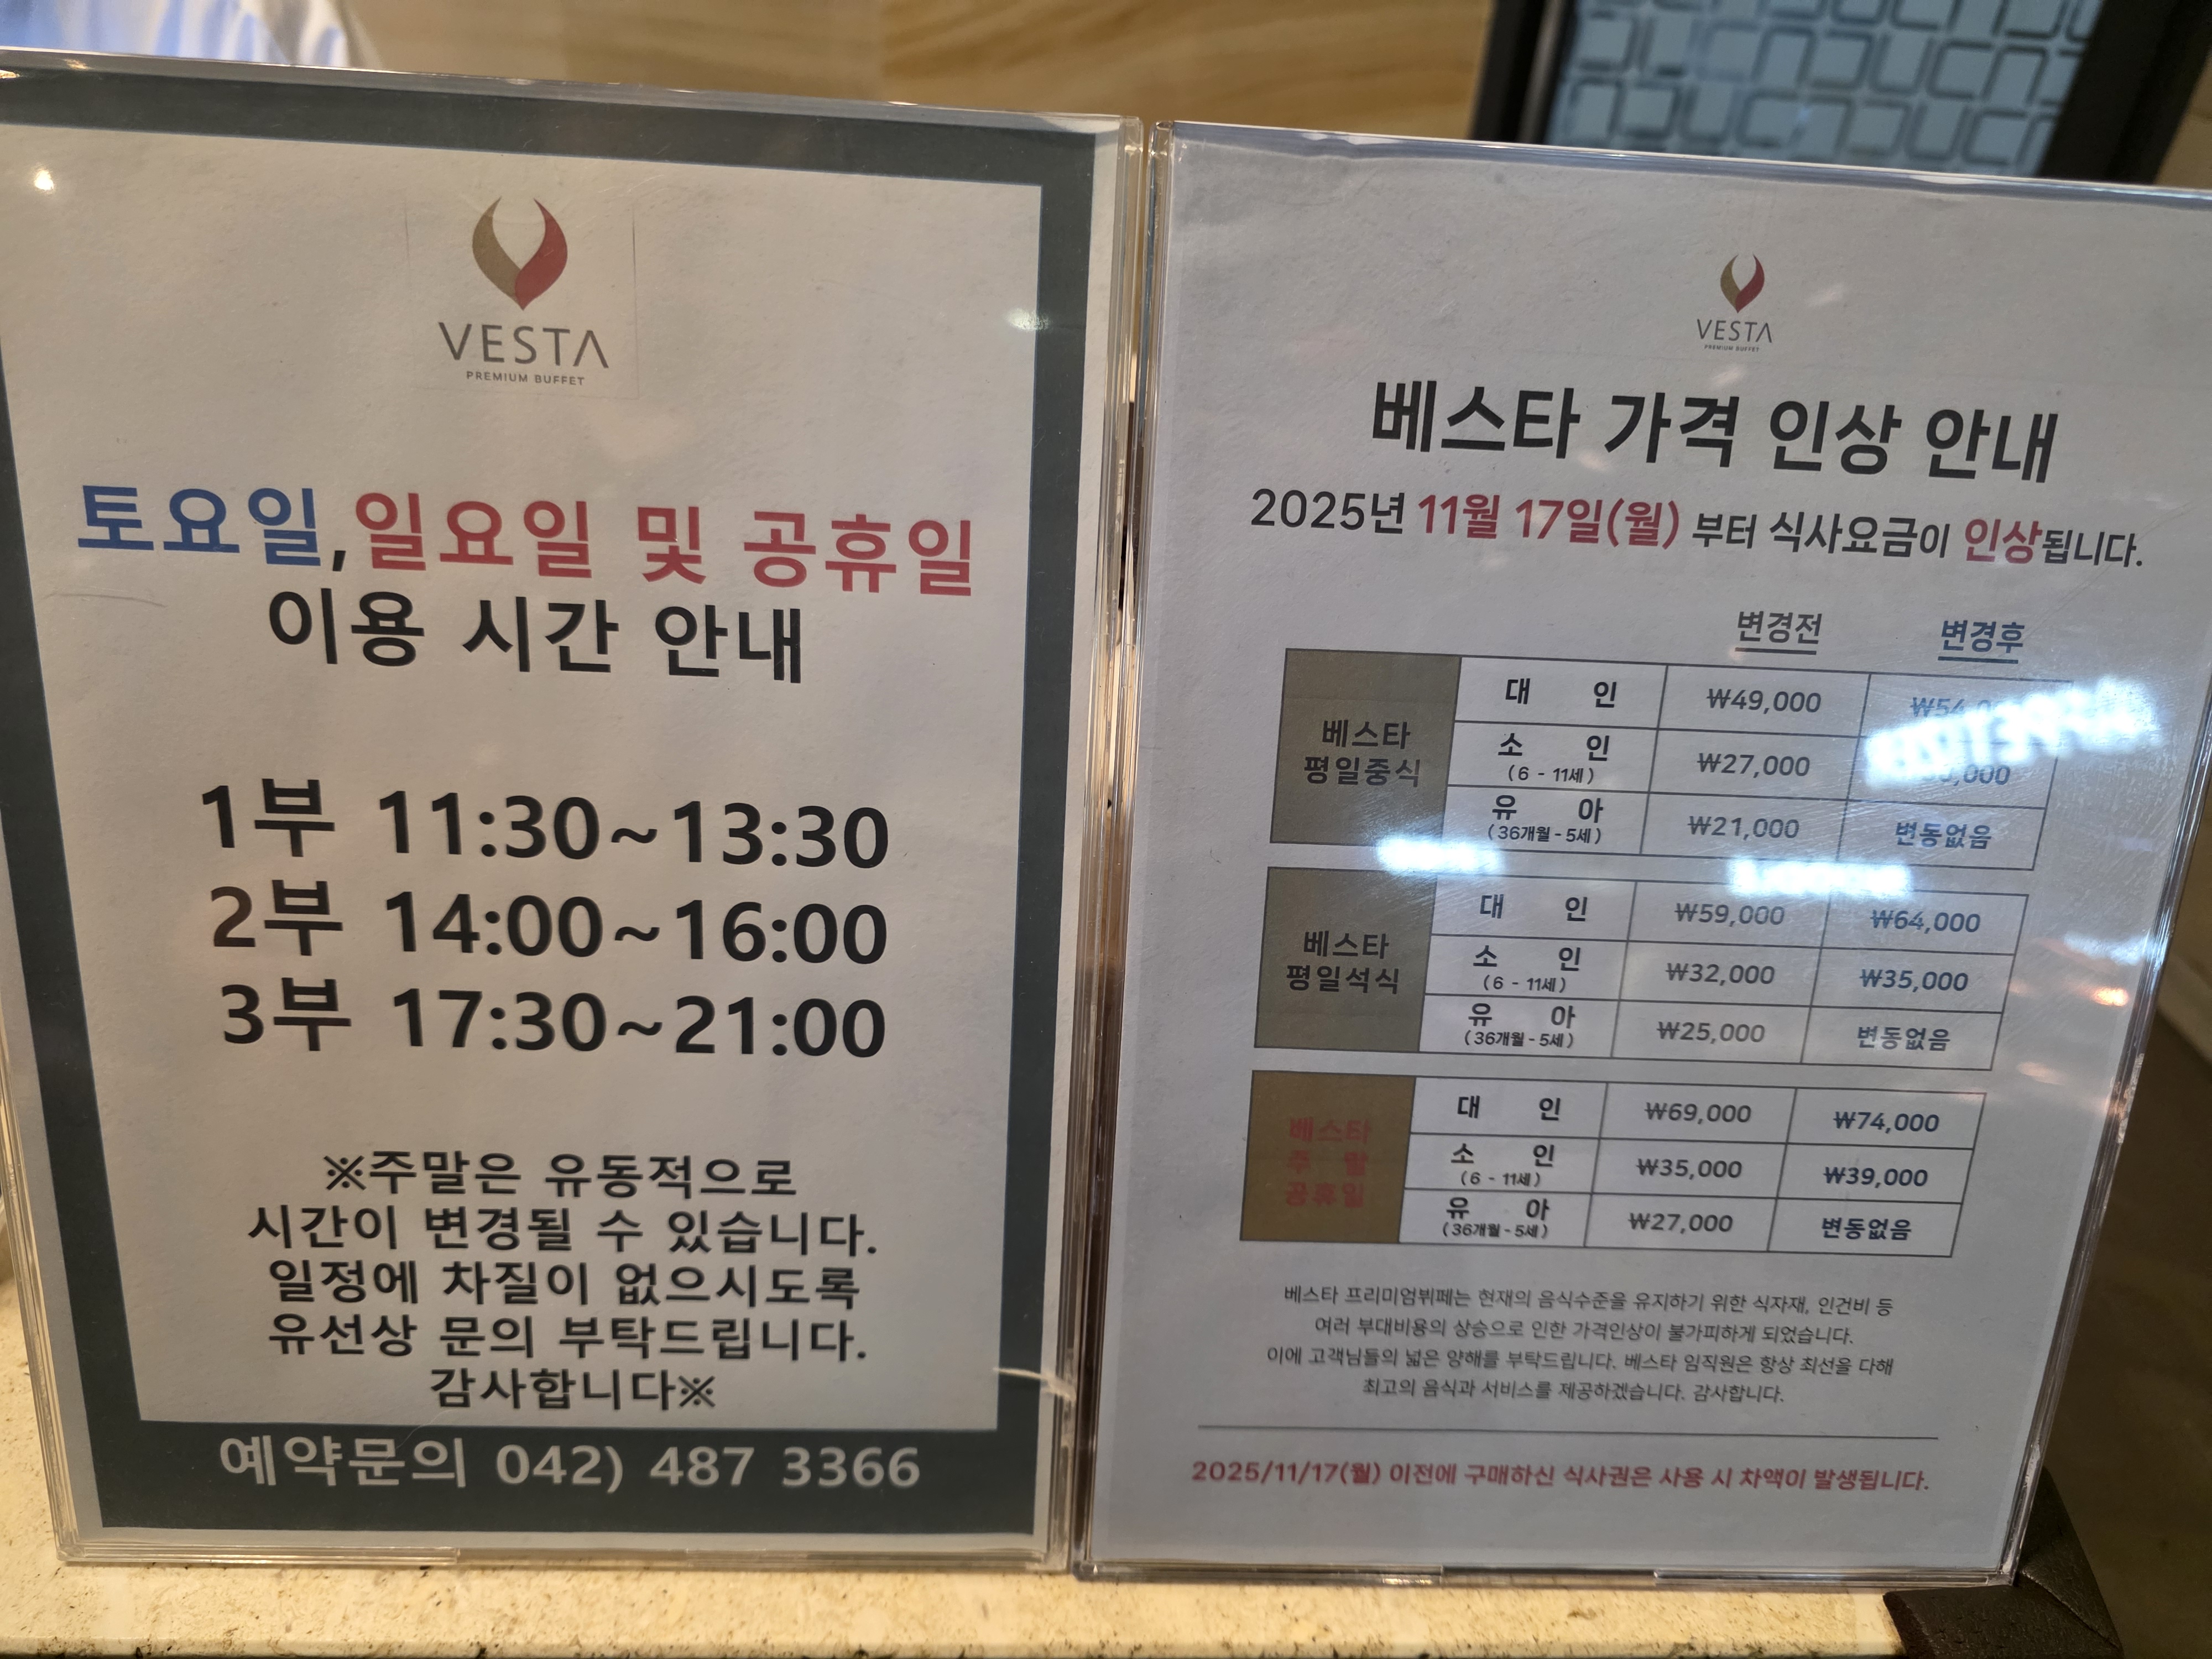 VESTA
PREMIUM BUFFET
토요일,일요일 및 공휴일
이용 시간 안내
1부 11:30~13:30
2부 14:00~16:00
3부 17:30~21:00
※주말은 유동적으로
시간이 변경될 수 있습니다.
일정에 차질이 없으시도록
유선상 문의 부탁드립니다.
감사합니다※
예약문의 042) 487 3366
VESTA
PREMIUM BUFFET
베스타 가격 인상 안내
2025년 11월 17일(월) 부터 식사요금이 인상됩니다.
변경전 변경후
베스타
평일중식
대 인 ₩49,000
소 인 ₩27,000
(6 - 11세)
유 아 ₩21,000 변동없음
(36개월 - 5세)
베스타
평일석식
대 인 ₩59,000 ₩64,000
소 인 ₩32,000 ₩35,000
(6 - 11세)
유 아 ₩25,000 변동없음
(36개월 - 5세)
베스타
주 말
공휴일
대 인 ₩69,000 ₩74,000
소 인 ₩35,000 ₩39,000
(6 - 11세)
유 아 ₩27,000 변동없음
(36개월 - 5세)
베스타 프리미엄뷔페는 현재의 음식수준을 유지하기 위한 식자재, 인건비 등
여러 부대비용의 상승으로 인한 가격인상이 불가피하게 되었습니다.
이에 고객님들의 넓은 양해를 부탁드립니다. 베스타 임직원은 항상 최선을 다해
최고의 음식과 서비스를 제공하겠습니다. 감사합니다.
2025/11/17(월) 이전에 구매하신 식사권은 사용 시 차액이 발생됩니다.